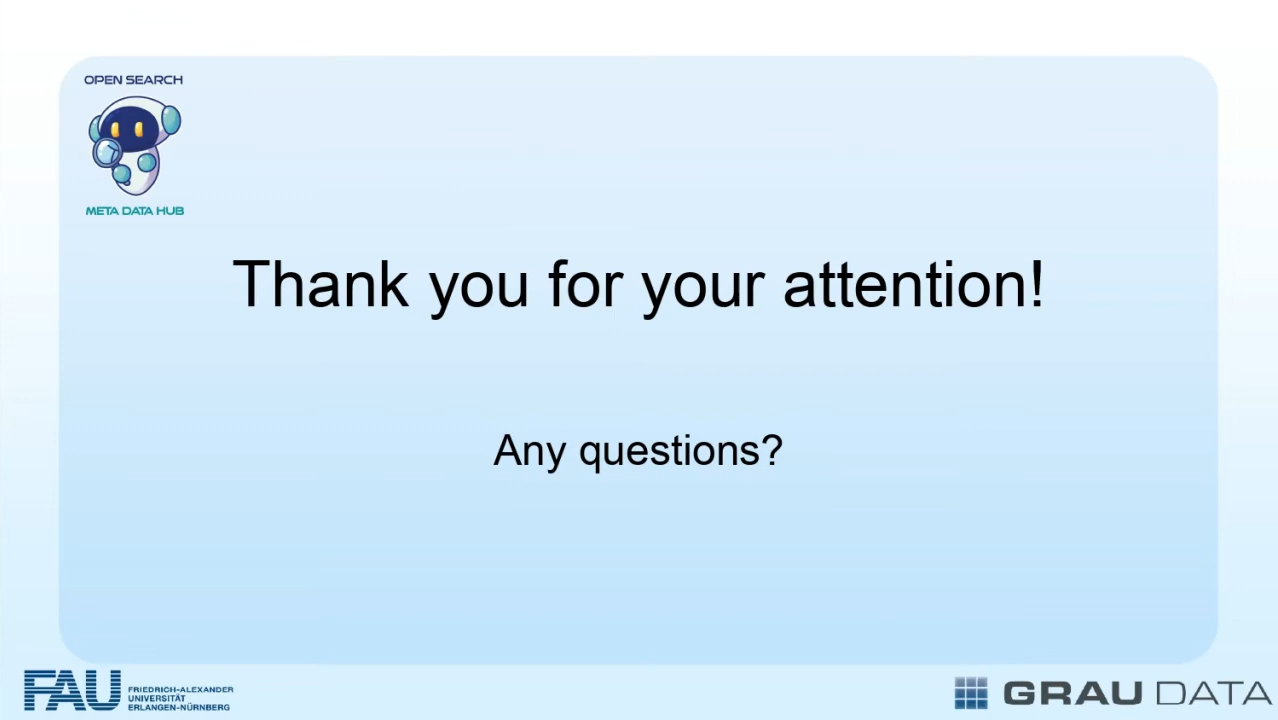 OPEN SEARCH
META DATA HUB
Thank you for your attention!
Any questions?
FAU
FRIEDRICH-ALEXANDER
UNIVERSITÄT
ERLANGEN-NÜRNBERG
GRAU DATA